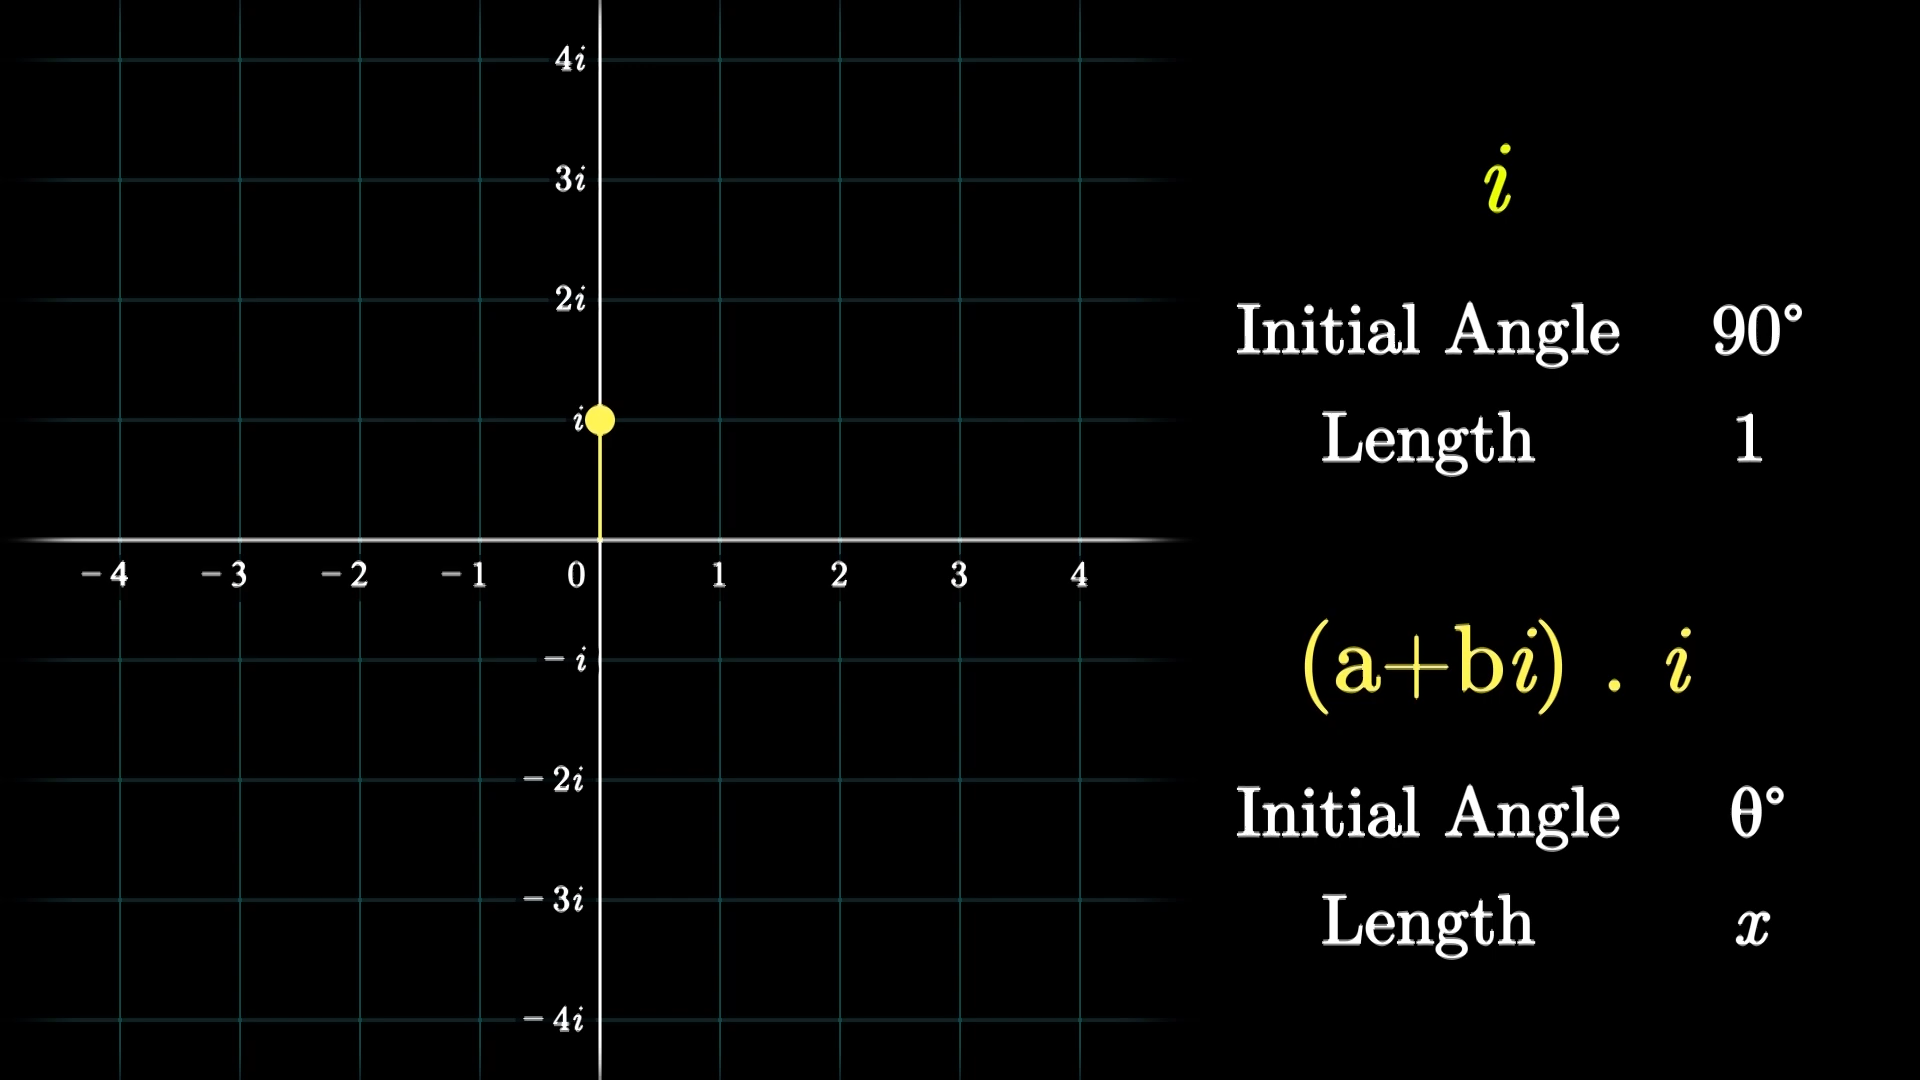 4i
3i
2i
i
−4 −3 −2 −1 0 1 2 3 4
−i
−2i
−3i
−4i
i
Initial Angle 90°
Length 1
(a+bi) . i
Initial Angle θ°
Length x